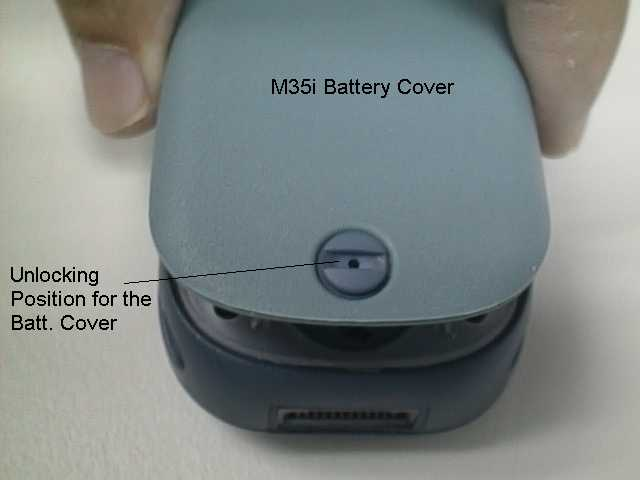 M35i Battery Cover
Unlocking
Position for the
Batt. Cover